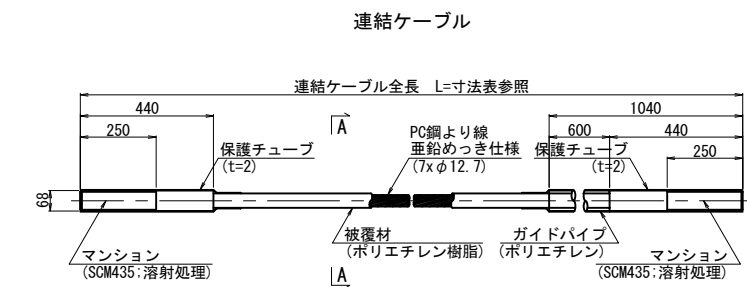 連結ケーブル
連結ケーブル全長 L=寸法表参照
440
1040
250
A
PC鋼より線
亜鉛めっき仕様
(7xφ12.7)
600
440
保護チューブ
(t=2)
保護チューブ
(t=2)
250
68
マンション
(SCM435;溶射処理)
被覆材
(ポリエチレン樹脂)
ガイドパイプ
(ポリエチレン)
マンション
(SCM435;溶射処理)
A